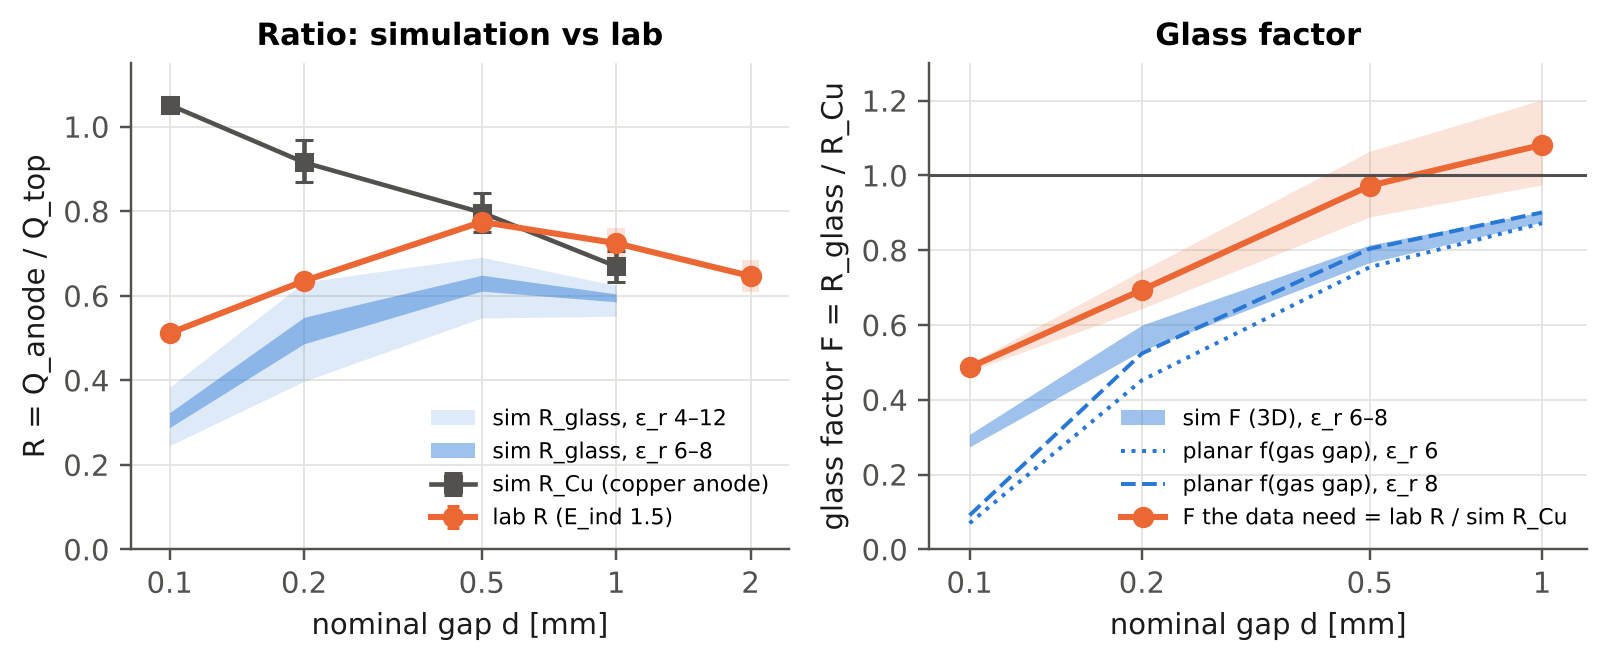 Ratio: simulation vs lab
R = Q_anode / Q_top
1.0
0.8
0.6
0.4
0.2
0.0
sim R_glass, ε_r 4–12
sim R_glass, ε_r 6–8
sim R_Cu (copper anode)
lab R (E_ind 1.5)
0.1 0.2 0.5 1 2
nominal gap d [mm]
Glass factor
glass factor F = R_glass / R_Cu
1.2
1.0
0.8
0.6
0.4
0.2
0.0
sim F (3D), ε_r 6–8
planar f(gas gap), ε_r 6
planar f(gas gap), ε_r 8
F the data need = lab R / sim R_Cu
0.1 0.2 0.5 1
nominal gap d [mm]